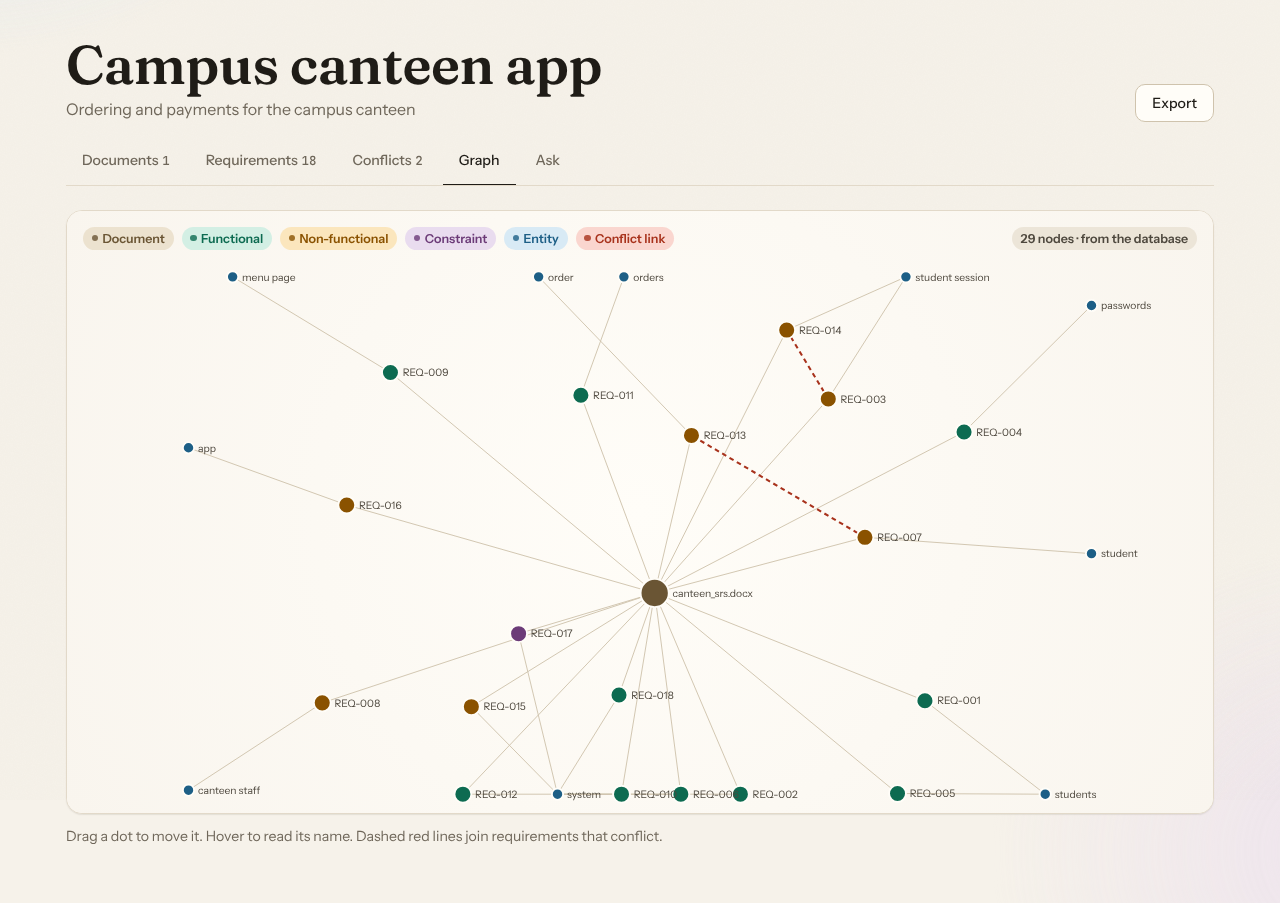 Campus canteen app
Ordering and payments for the campus canteen
Export
Documents 1
Requirements 18
Conflicts 2
Graph
Ask
Document
Functional
Non-functional
Constraint
Entity
Conflict link
29 nodes · from the database
menu page
order
orders
student session
passwords
REQ-014
REQ-009
REQ-011
REQ-003
REQ-013
REQ-004
app
REQ-016
REQ-007
student
canteen_srs.docx
REQ-017
REQ-018
REQ-001
REQ-008
REQ-015
canteen staff
REQ-012
system
REQ-010
REQ-002
REQ-005
students
Drag a dot to move it. Hover to read its name. Dashed red lines join requirements that conflict.